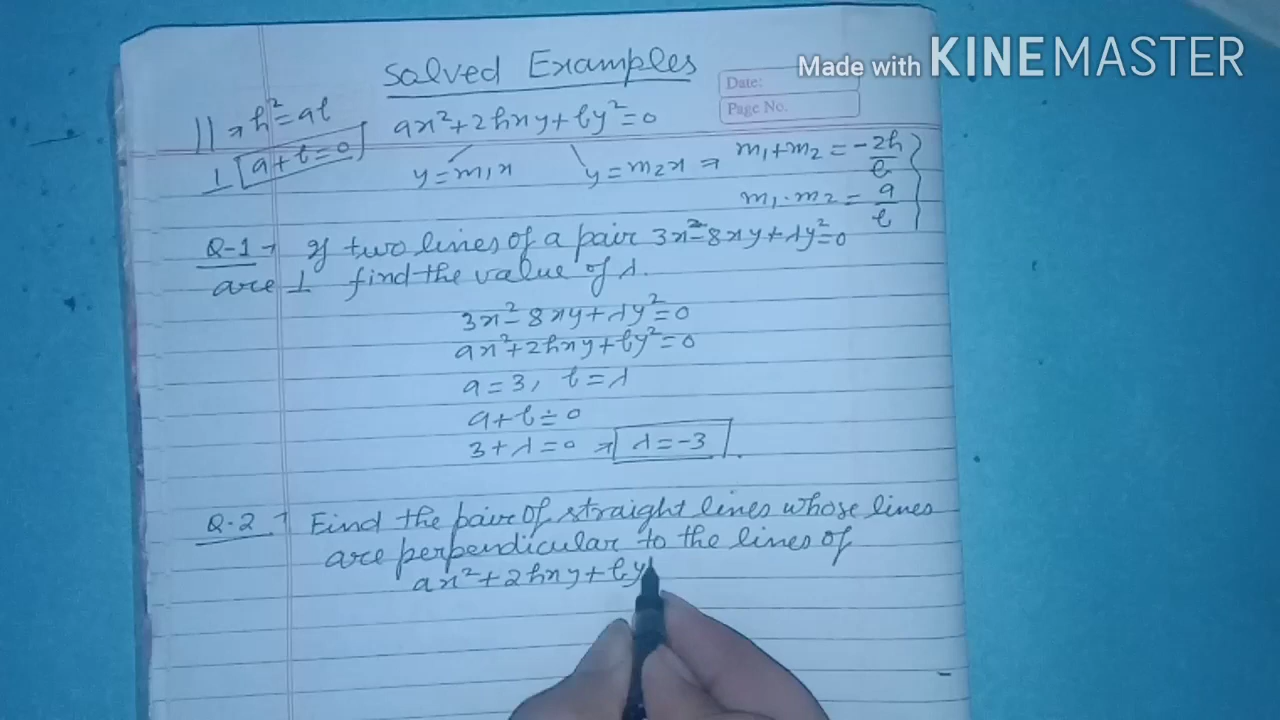 Made with KINEMASTER
Solved Examples
Date:
Page No.
|| → h²=ab
ax²+2hxy+by²=0
⊥ a+b=0
y=m₁x
y=m₂x ⇒ m₁+m₂ = -2h/b
m₁.m₂ = a/b
Q-1 → If two lines of a pair 3x²-8xy+λy²=0
are ⊥ find the value of λ.
3x²-8xy+λy²=0
ax²+2hxy+by²=0
a=3, b=λ
a+b=0
3+λ=0 ⇒ λ=-3.
Q-2 → Find the pair of straight lines whose lines
are perpendicular to the lines of
ax²+2hxy+by